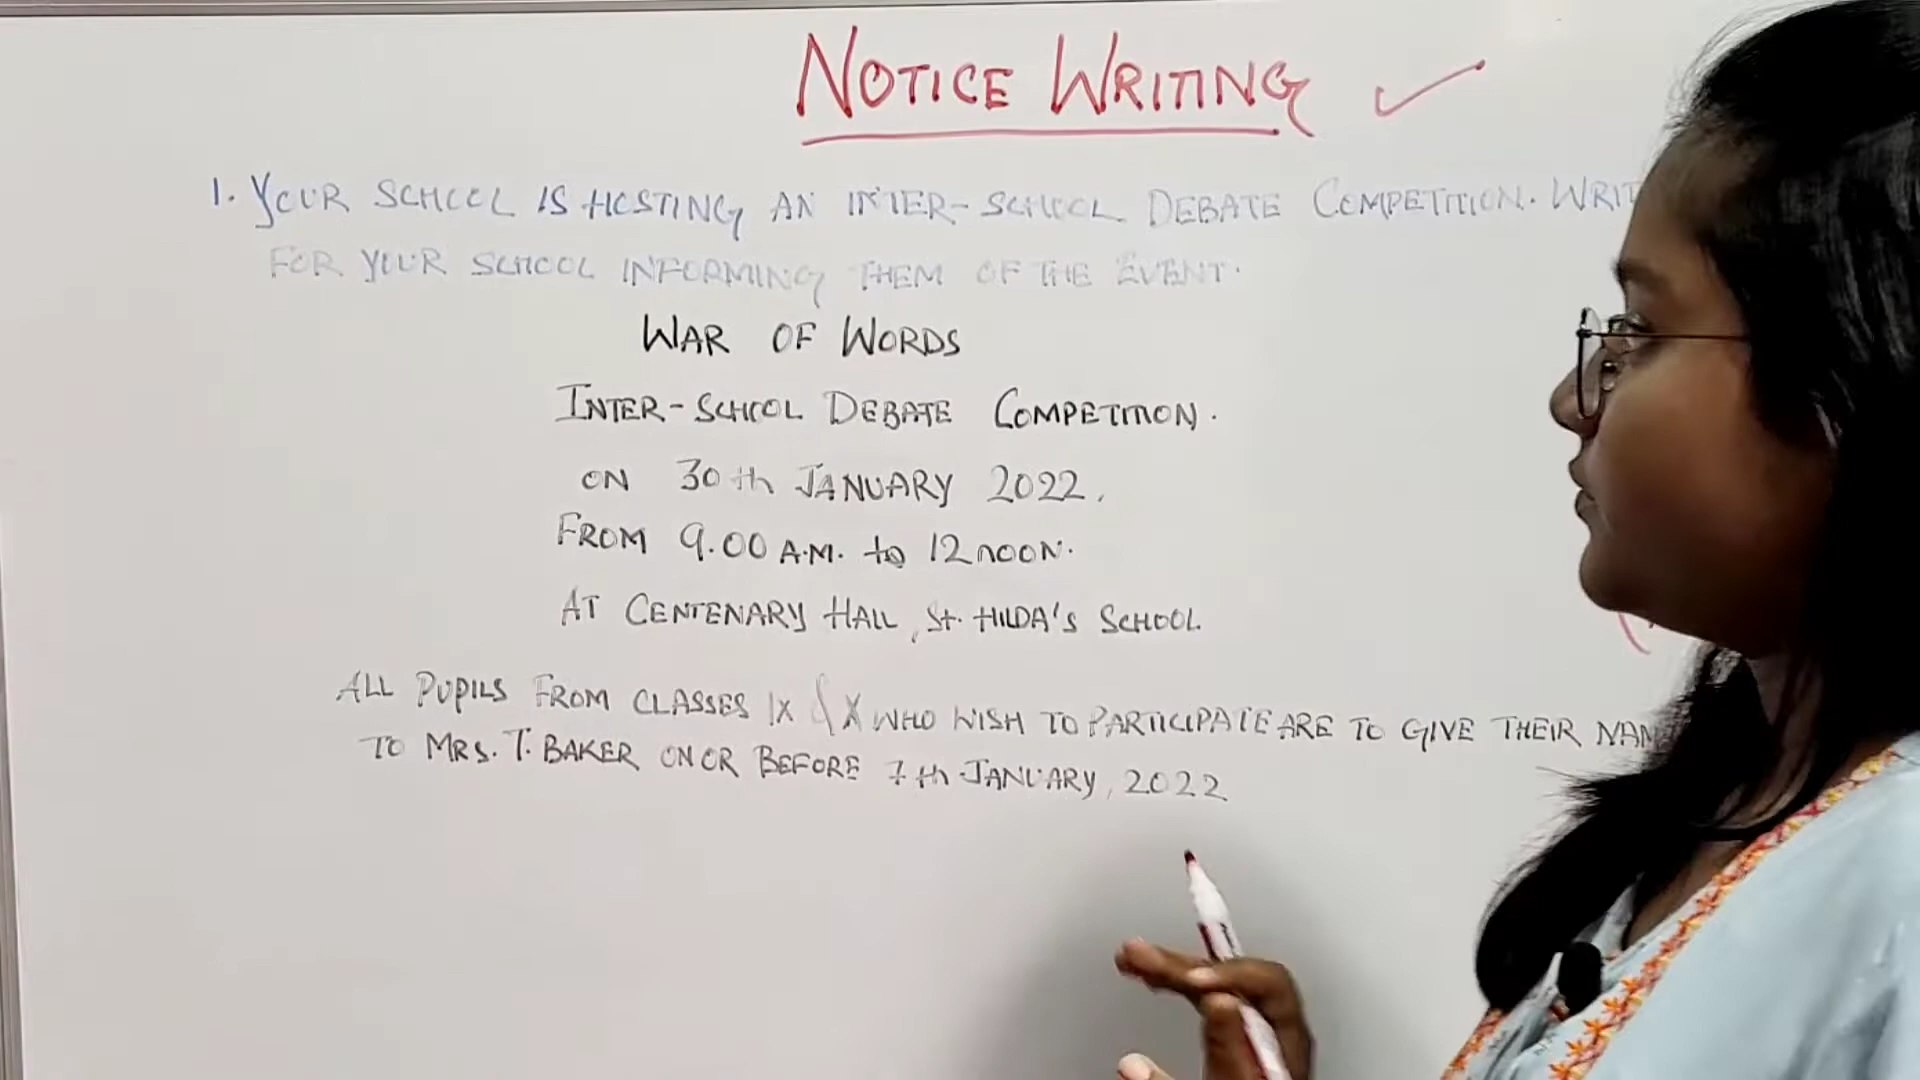 NOTICE WRITING
1. YOUR SCHOOL IS HOSTING AN INTER-SCHOOL DEBATE COMPETITION. WRIT
FOR YOUR SCHOOL INFORMING THEM OF THE EVENT.
WAR OF WORDS
INTER-SCHOOL DEBATE COMPETITION.
ON 30th JANUARY 2022.
FROM 9.00 A.M. to 12 NOON.
AT CENTENARY HALL, St. HILDA'S SCHOOL.
ALL PUPILS FROM CLASSES IX & X WHO WISH TO PARTICIPATE ARE TO GIVE THEIR NAM
TO MRS. T. BAKER ON OR BEFORE 7th JANUARY, 2022